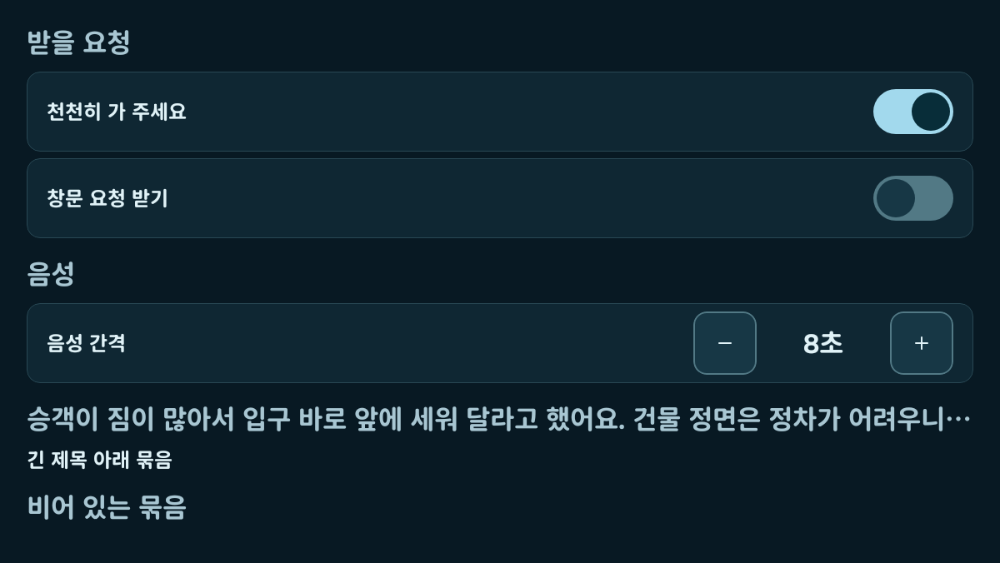 받을 요청
천천히 가 주세요
창문 요청 받기
음성
음성 간격
− 8초 +
승객이 짐이 많아서 입구 바로 앞에 세워 달라고 했어요. 건물 정면은 정차가 어려우니…
긴 제목 아래 묶음
비어 있는 묶음